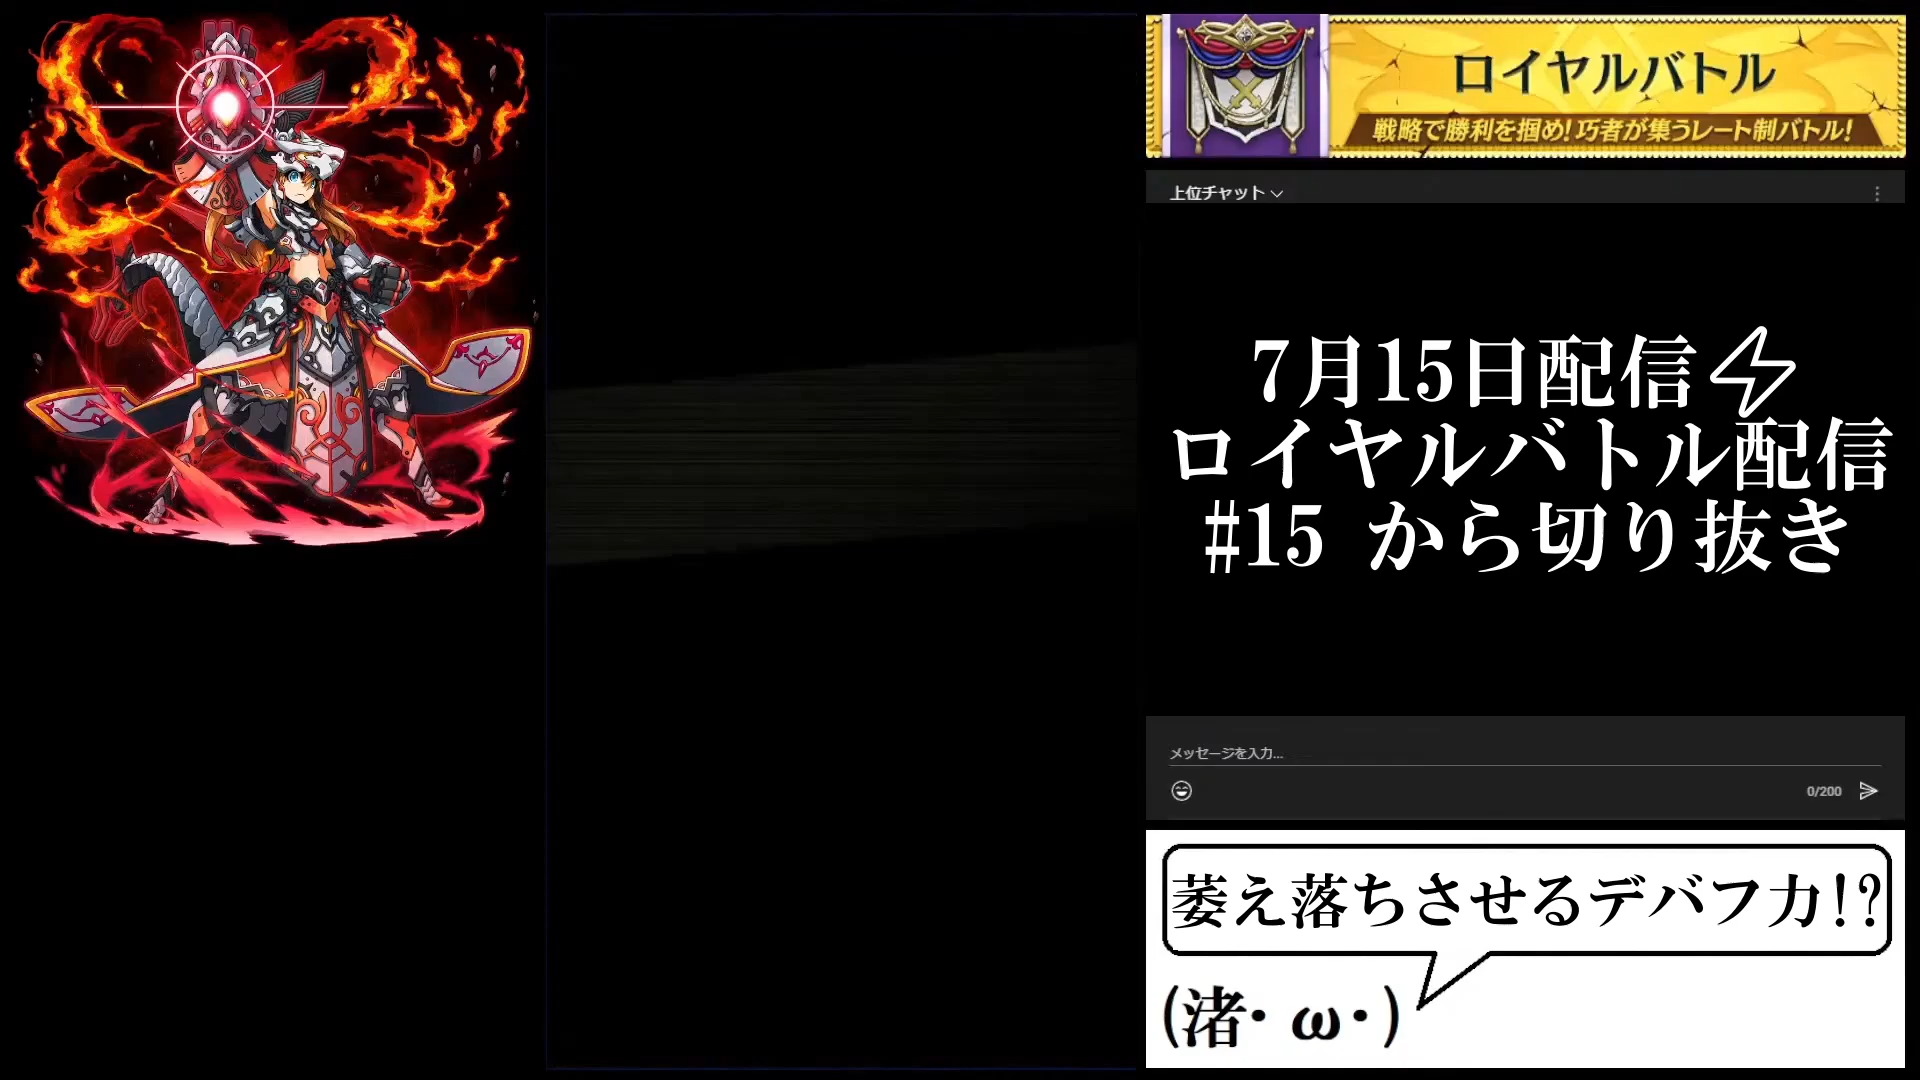 ロイヤルバトル
戦略で勝利を掴め!巧者が集うレート制バトル!
上位チャット
7月15日配信⚡
ロイヤルバトル配信
#15 から切り抜き
メッセージを入力...
0/200
萎え落ちさせるデバフ力!?
(渚・ω・)